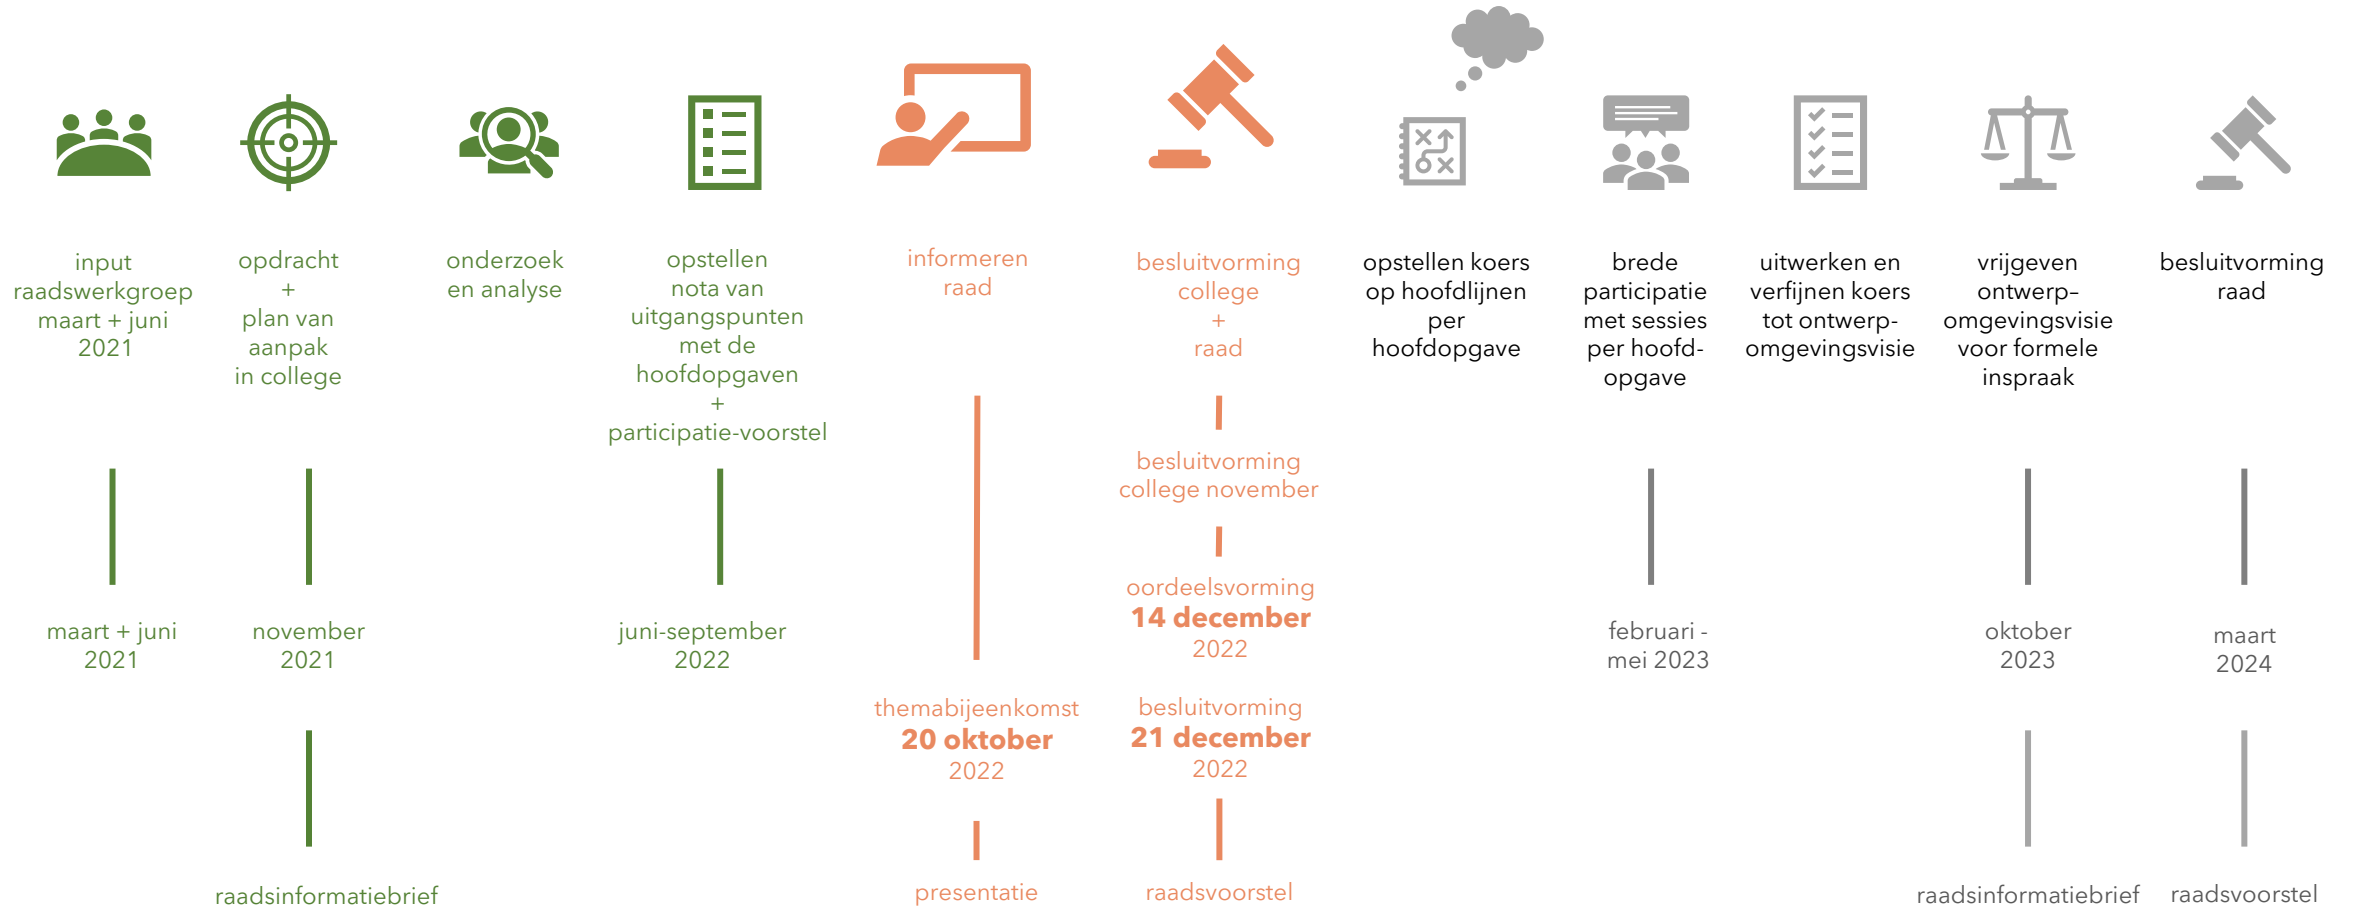 input
raadswerkgroep
maart + juni
2021
maart + juni
2021
opdracht
+
plan van
aanpak
in college
november
2021
raadsinformatiebrief
onderzoek
en analyse
opstellen
nota van
uitgangspunten
met de
hoofdopgaven
+
participatie-voorstel
juni-september
2022
informeren
raad
themabijeenkomst
20 oktober
2022
presentatie
besluitvorming
college
+
raad
besluitvorming
college november
oordeelsvorming
14 december
2022
besluitvorming
21 december
2022
raadsvoorstel
opstellen koers
op hoofdlijnen
per
hoofdopgave
brede
participatie
met sessies
per hoofd-
opgave
februari -
mei 2023
uitwerken en
verfijnen koers
tot ontwerp-
omgevingsvisie
vrijgeven
ontwerp–
omgevingsvisie
voor formele
inspraak
oktober
2023
raadsinformatiebrief
besluitvorming
raad
maart
2024
raadsvoorstel